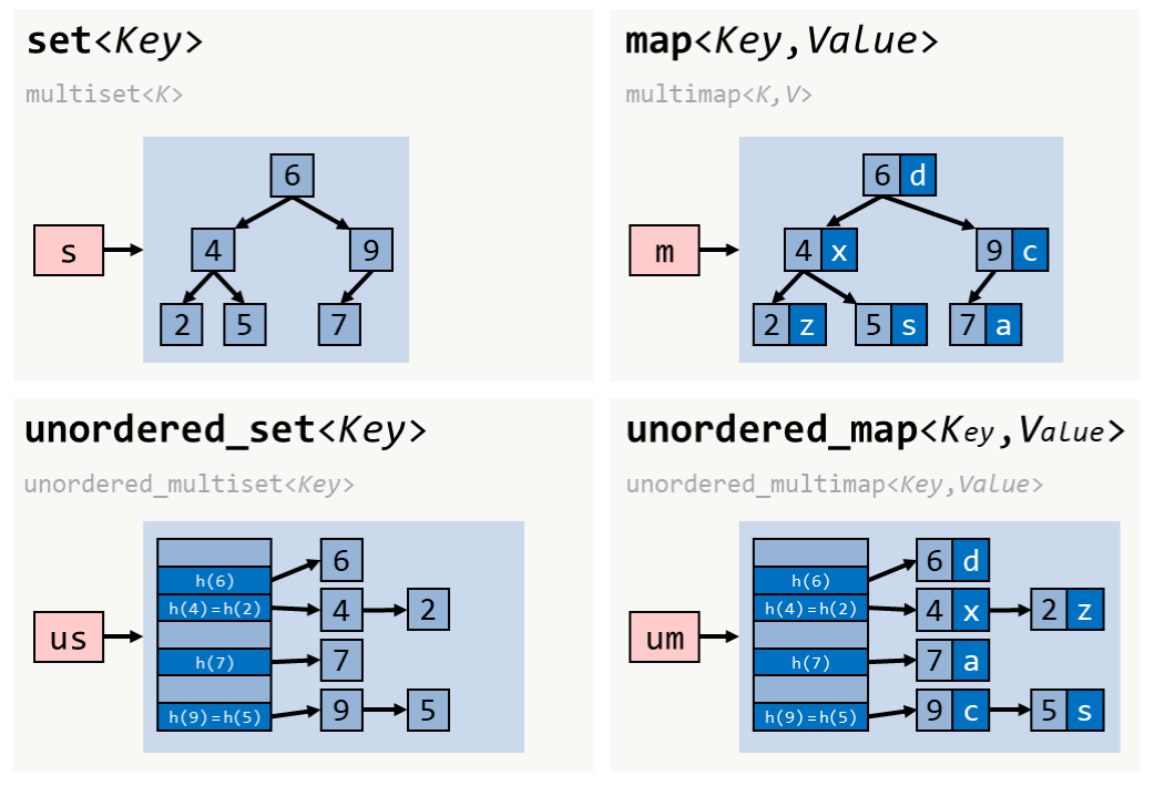 set<Key>
multiset<K>
s
6
4
9
2
5
7
map<Key,Value>
multimap<K,V>
m
6 d
4 x
9 c
2 z
5 s
7 a
unordered_set<Key>
unordered_multiset<Key>
us
h(6)
h(4)=h(2)
h(7)
h(9)=h(5)
6
4
2
7
9
5
unordered_map<Key,Value>
unordered_multimap<Key,Value>
um
h(6)
h(4)=h(2)
h(7)
h(9)=h(5)
6 d
4 x
2 z
7 a
9 c
5 s